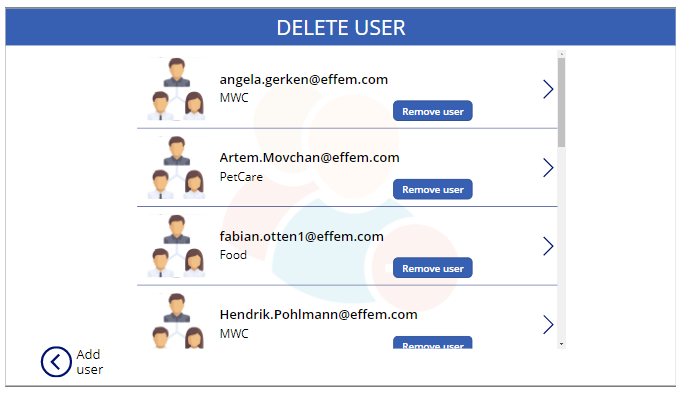 DELETE USER
angela.gerken@effem.com
MWC
Remove user
Artem.Movchan@effem.com
PetCare
Remove user
fabian.otten1@effem.com
Food
Remove user
Hendrik.Pohlmann@effem.com
MWC
Remove user
Add
user